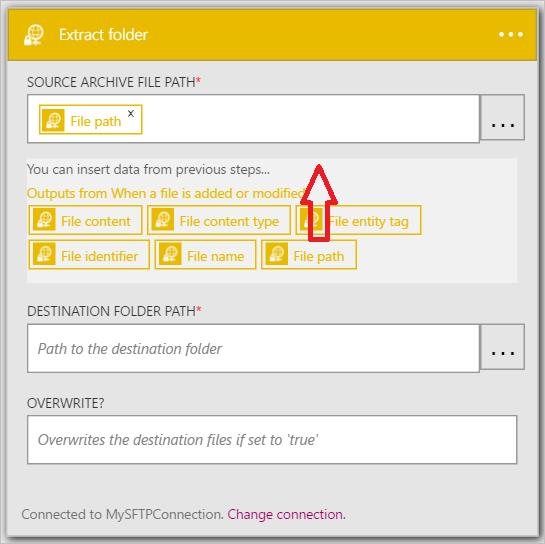 Extract folder
...
SOURCE ARCHIVE FILE PATH*
File path x
...
You can insert data from previous steps...
Outputs from When a file is added or modified
File content File content type File entity tag
File identifier File name File path
DESTINATION FOLDER PATH*
Path to the destination folder
...
OVERWRITE?
Overwrites the destination files if set to 'true'
Connected to MySFTPConnection. Change connection.